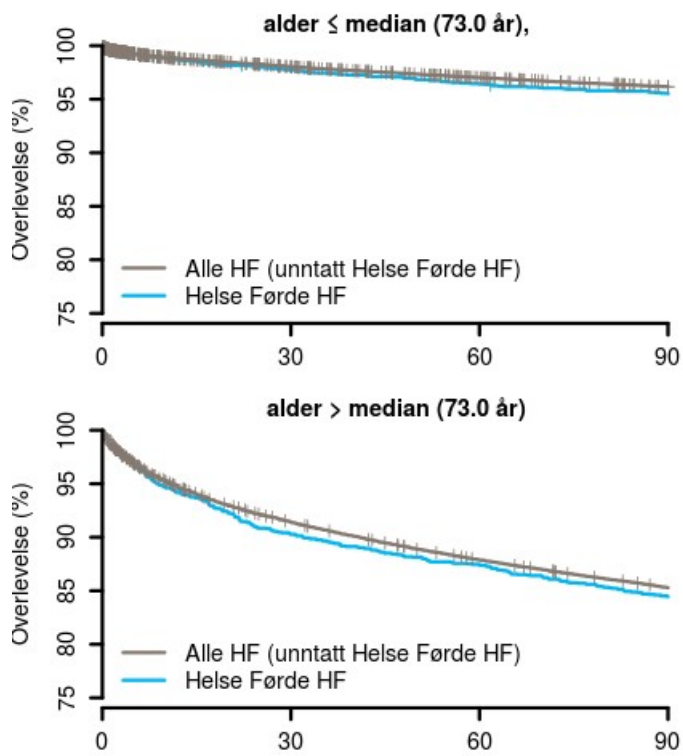 alder ≤ median (73.0 år),
Overlevelse (%)
100
95
90
85
80
75
Alle HF (unntatt Helse Førde HF)
Helse Førde HF
0 30 60 90
alder > median (73.0 år)
Overlevelse (%)
100
95
90
85
80
75
Alle HF (unntatt Helse Førde HF)
Helse Førde HF
0 30 60 90